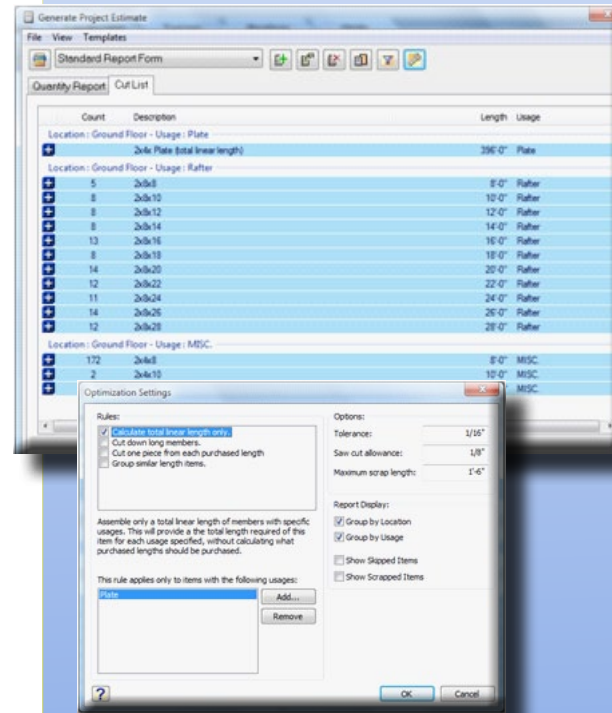 Generate Project Estimate
File View Templates
Standard Report Form
Quantity Report Cut List
Count Description Length Usage
Location : Ground Floor - Usage : Plate
2x4x Plate (total linear length) 396'-0" Plate
Location : Ground Floor - Usage : Rafter
5 2x8x8 8'-0" Rafter
8 2x8x10 10'-0" Rafter
8 2x8x12 12'-0" Rafter
8 2x8x14 14'-0" Rafter
13 2x8x16 16'-0" Rafter
8 2x8x18 18'-0" Rafter
14 2x8x20 20'-0" Rafter
12 2x8x22 22'-0" Rafter
11 2x8x24 24'-0" Rafter
14 2x8x26 26'-0" Rafter
12 2x8x28 28'-0" Rafter
Location : Ground Floor - Usage : MISC.
172 2x4x8 8'-0" MISC.
2 2x4x10 10'-0" MISC.
MISC.
Optimization Settings
Rules:
Calculate total linear length only.
Cut down long members.
Cut one piece from each purchased length
Group similar length items.
Assemble only a total linear length of members with specific
usages. This will provide a the total length required of this
item for each usage specified, without calculating what
purchased lengths should be purchased.
This rule applies only to items with the following usages:
Plate
Add...
Remove
Options:
Tolerance: 1/16"
Saw cut allowance: 1/8"
Maximum scrap length: 1'-6"
Report Display:
Group by Location
Group by Usage
Show Skipped Items
Show Scrapped Items
?
OK Cancel